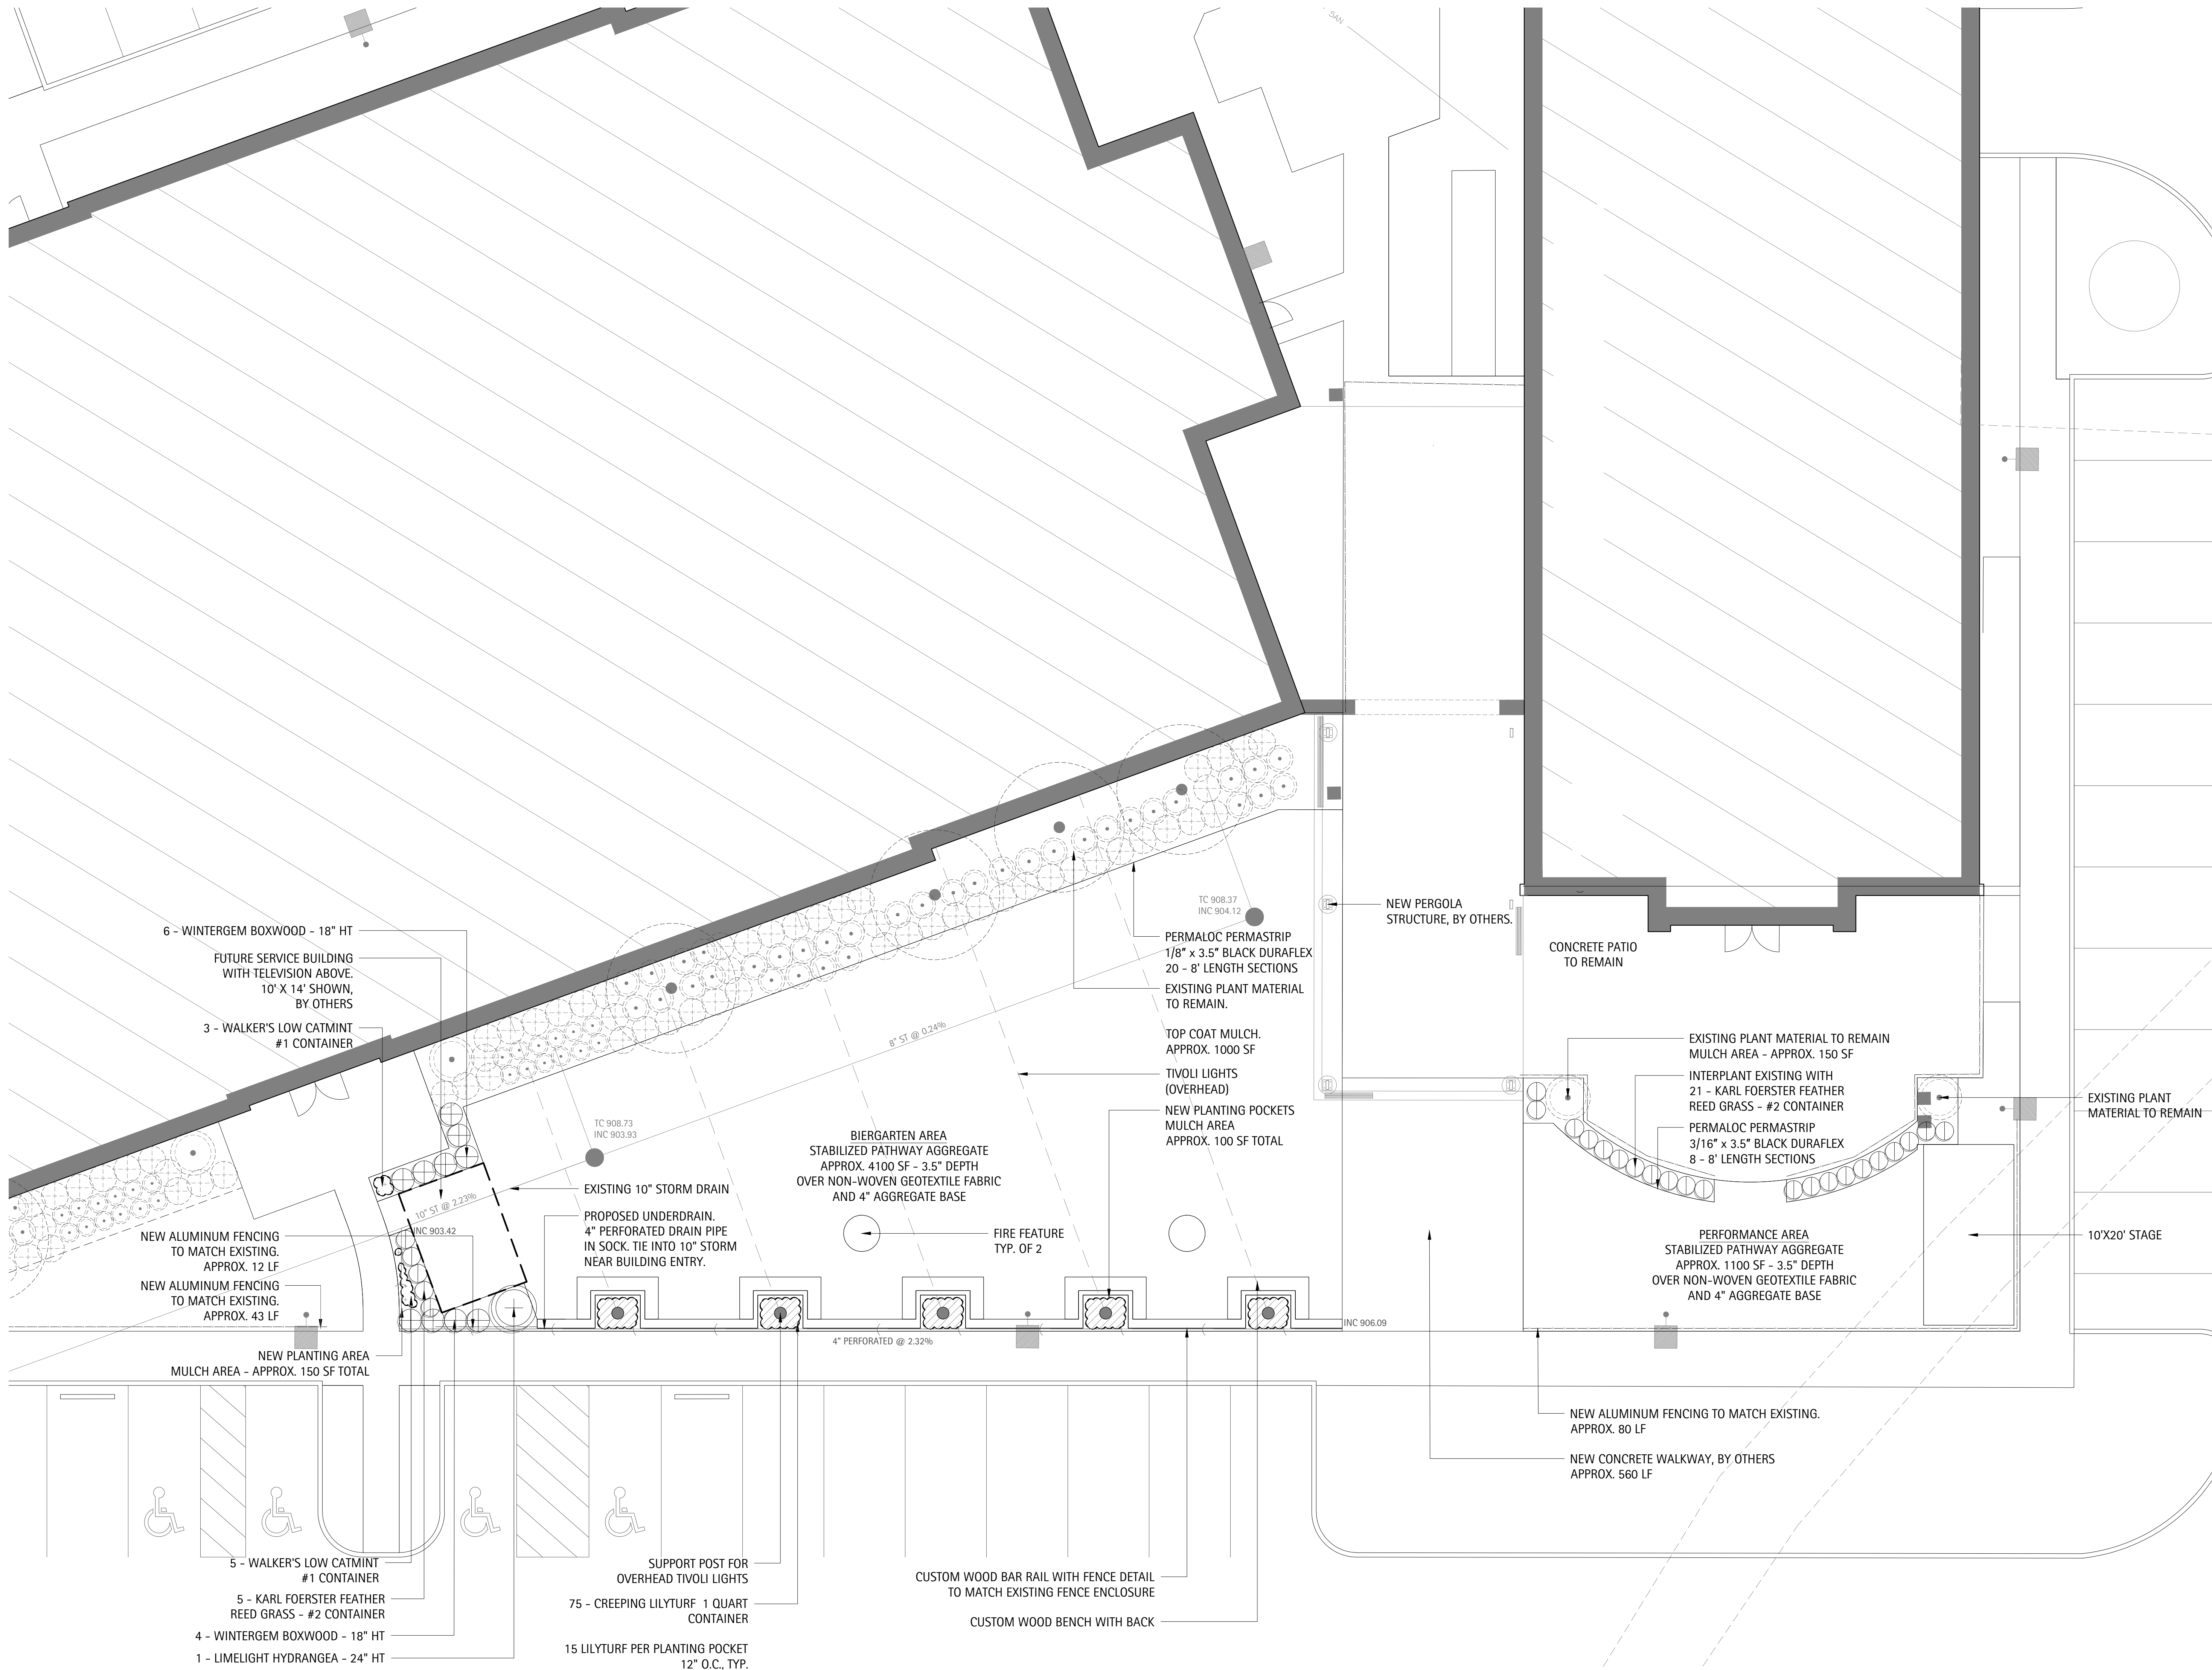 SAN
TC 908.37
INC 904.12
NEW PERGOLA
STRUCTURE, BY OTHERS.
6 - WINTERGEM BOXWOOD - 18" HT
FUTURE SERVICE BUILDING
WITH TELEVISION ABOVE.
10' X 14' SHOWN,
BY OTHERS
3 - WALKER'S LOW CATMINT
#1 CONTAINER
PERMALOC PERMASTRIP
1/8" x 3.5" BLACK DURAFLEX
20 - 8' LENGTH SECTIONS
EXISTING PLANT MATERIAL
TO REMAIN.
TOP COAT MULCH.
APPROX. 1000 SF
TIVOLI LIGHTS
(OVERHEAD)
NEW PLANTING POCKETS
MULCH AREA
APPROX. 100 SF TOTAL
CONCRETE PATIO
TO REMAIN
8" ST @ 0.24%
EXISTING PLANT MATERIAL TO REMAIN
MULCH AREA - APPROX. 150 SF
INTERPLANT EXISTING WITH
21 - KARL FOERSTER FEATHER
REED GRASS - #2 CONTAINER
PERMALOC PERMASTRIP
3/16" x 3.5" BLACK DURAFLEX
8 - 8' LENGTH SECTIONS
EXISTING PLANT
MATERIAL TO REMAIN
TC 908.73
INC 903.93
BIERGARTEN AREA
STABILIZED PATHWAY AGGREGATE
APPROX. 4100 SF - 3.5" DEPTH
OVER NON-WOVEN GEOTEXTILE FABRIC
AND 4" AGGREGATE BASE
EXISTING 10" STORM DRAIN
PROPOSED UNDERDRAIN.
4" PERFORATED DRAIN PIPE
IN SOCK. TIE INTO 10" STORM
NEAR BUILDING ENTRY.
10" ST @ 2.23%
INC 903.42
FIRE FEATURE
TYP. OF 2
PERFORMANCE AREA
STABILIZED PATHWAY AGGREGATE
APPROX. 1100 SF - 3.5" DEPTH
OVER NON-WOVEN GEOTEXTILE FABRIC
AND 4" AGGREGATE BASE
10'X20' STAGE
NEW ALUMINUM FENCING
TO MATCH EXISTING.
APPROX. 12 LF
NEW ALUMINUM FENCING
TO MATCH EXISTING.
APPROX. 43 LF
INC 906.09
4" PERFORATED @ 2.32%
NEW PLANTING AREA
MULCH AREA - APPROX. 150 SF TOTAL
NEW ALUMINUM FENCING TO MATCH EXISTING.
APPROX. 80 LF
NEW CONCRETE WALKWAY, BY OTHERS
APPROX. 560 LF
5 - WALKER'S LOW CATMINT
#1 CONTAINER
5 - KARL FOERSTER FEATHER
REED GRASS - #2 CONTAINER
4 - WINTERGEM BOXWOOD - 18" HT
1 - LIMELIGHT HYDRANGEA - 24" HT
SUPPORT POST FOR
OVERHEAD TIVOLI LIGHTS
75 - CREEPING LILYTURF 1 QUART
CONTAINER
15 LILYTURF PER PLANTING POCKET
12" O.C., TYP.
CUSTOM WOOD BAR RAIL WITH FENCE DETAIL
TO MATCH EXISTING FENCE ENCLOSURE
CUSTOM WOOD BENCH WITH BACK